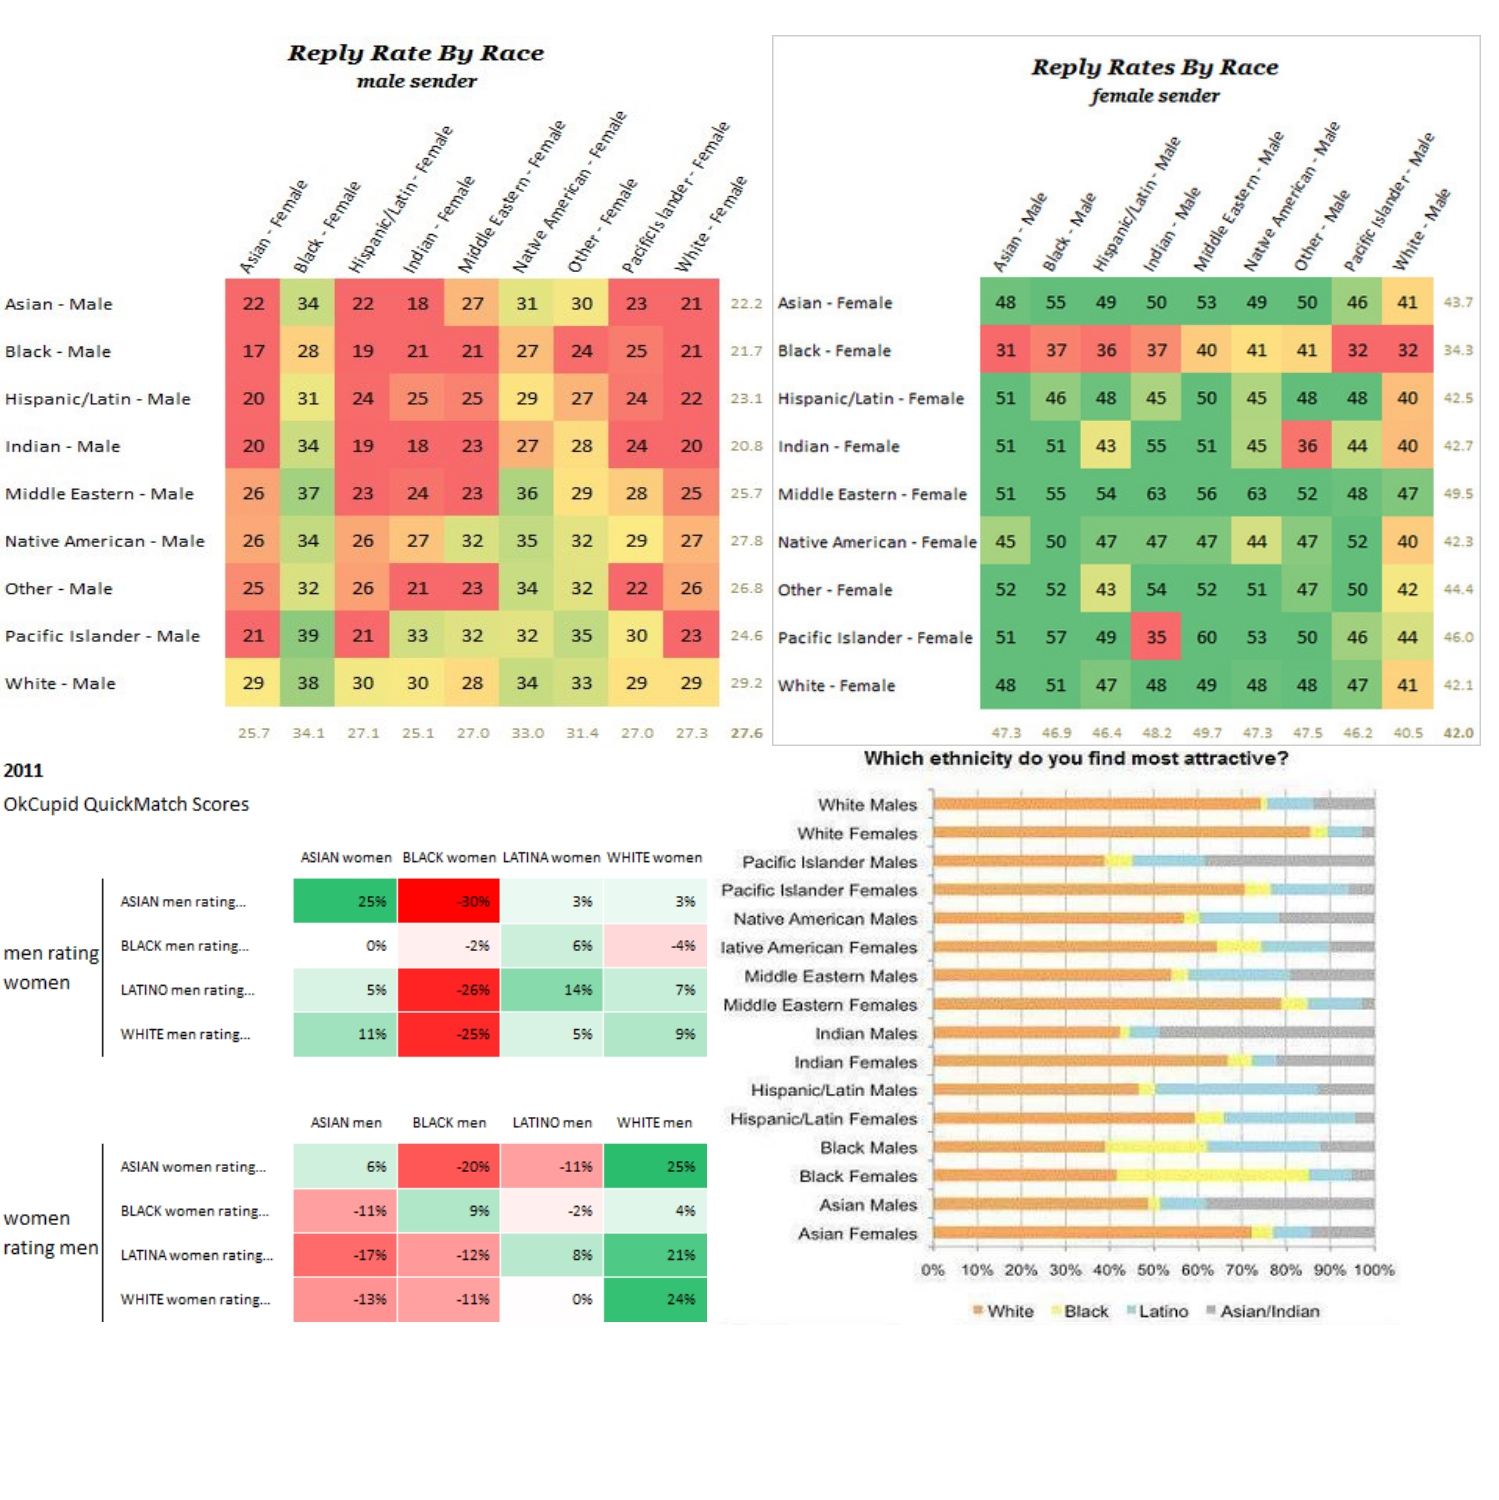 Reply Rate By Race
male sender
Asian - Female
Black - Female
Hispanic/Latin - Female
Indian - Female
Middle Eastern - Female
Native American - Female
Other - Female
PacificIslander - Female
White - Female
Asian - Male 22 34 22 18 27 31 30 23 21 22.2
Black - Male 17 28 19 21 21 27 24 25 21 21.7
Hispanic/Latin - Male 20 31 24 25 25 29 27 24 22 23.1
Indian - Male 20 34 19 18 23 27 28 24 20 20.8
Middle Eastern - Male 26 37 23 24 23 36 29 28 25 25.7
Native American - Male 26 34 26 27 32 35 32 29 27 27.8
Other - Male 25 32 26 21 23 34 32 22 26 26.8
Pacific Islander - Male 21 39 21 33 32 32 35 30 23 24.6
White - Male 29 38 30 30 28 34 33 29 29 29.2
25.7 34.1 27.1 25.1 27.0 33.0 31.4 27.0 27.3 27.6
Reply Rates By Race
female sender
Asian - Male
Black - Male
Hispanic/Latin - Male
Indian - Male
Middle Eastern - Male
Native American - Male
Other - Male
Pacific Islander - Male
White - Male
Asian - Female 48 55 49 50 53 49 50 46 41 43.7
Black - Female 31 37 36 37 40 41 41 32 32 34.3
Hispanic/Latin - Female 51 46 48 45 50 45 48 48 40 42.5
Indian - Female 51 51 43 55 51 45 36 44 40 42.7
Middle Eastern - Female 51 55 54 63 56 63 52 48 47 49.5
Native American - Female 45 50 47 47 47 44 47 52 40 42.3
Other - Female 52 52 43 54 52 51 47 50 42 44.4
Pacific Islander - Female 51 57 49 35 60 53 50 46 44 46.0
White - Female 48 51 47 48 49 48 48 47 41 42.1
47.3 46.9 46.4 48.2 49.7 47.3 47.5 46.2 40.5 42.0
2011
OkCupid QuickMatch Scores
ASIAN women BLACK women LATINA women WHITE women
men rating
women
ASIAN men rating... 25% -30% 3% 3%
BLACK men rating... 0% -2% 6% -4%
LATINO men rating... 5% -26% 14% 7%
WHITE men rating... 11% -25% 5% 9%
ASIAN men BLACK men LATINO men WHITE men
women
rating men
ASIAN women rating... 6% -20% -11% 25%
BLACK women rating... -11% 9% -2% 4%
LATINA women rating... -17% -12% 8% 21%
WHITE women rating... -13% -11% 0% 24%
Which ethnicity do you find most attractive?
White Males
White Females
Pacific Islander Males
Pacific Islander Females
Native American Males
lative American Females
Middle Eastern Males
Middle Eastern Females
Indian Males
Indian Females
Hispanic/Latin Males
Hispanic/Latin Females
Black Males
Black Females
Asian Males
Asian Females
0% 10% 20% 30% 40% 50% 60% 70% 80% 90% 100%
White Black Latino Asian/Indian